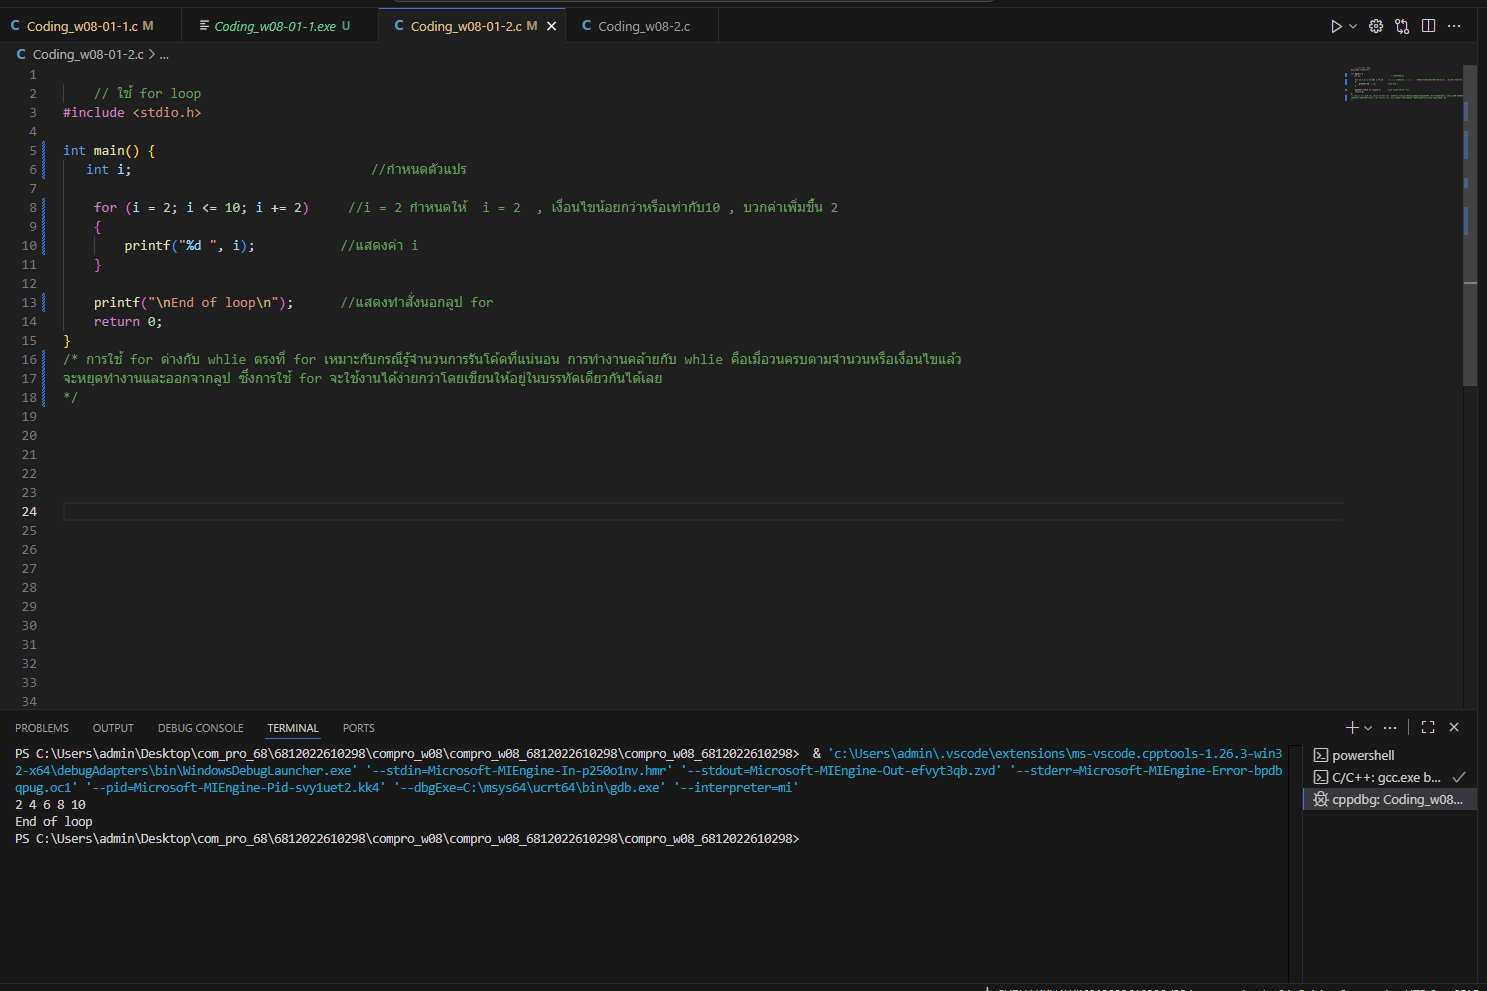 Coding_w08-01-1.c M
Coding_w08-01-1.exe U
Coding_w08-01-2.c M
Coding_w08-2.c
Coding_w08-01-2.c > ...
1
2 // ใช้ for loop
3 #include <stdio.h>
4
5 int main() {
6 int i; //กำหนดตัวแปร
7
8 for (i = 2; i <= 10; i += 2) //i = 2 กำหนดให้ i = 2 , เงื่อนไขน้อยกว่าหรือเท่ากับ10 , บวกค่าเพิ่มขึ้น 2
9 {
10 printf("%d ", i); //แสดงค่า i
11 }
12
13 printf("\nEnd of loop\n"); //แสดงทำสั่งนอกลูป for
14 return 0;
15 }
16 /* การใช้ for ต่างกับ whlie ตรงที่ for เหมาะกับกรณีรู้จำนวนการรันโค้ดที่แน่นอน การทำงานคล้ายกับ whlie คือเมื่อวนครบตามจำนวนหรือเงื่อนไขแล้ว
17 จะหยุดทำงานและออกจากลูป ซึ่งการใช้ for จะใช้งานได้ง่ายกว่าโดยเขียนให้อยู่ในบรรทัดเดียวกันได้เลย
18 */
19
20
21
22
23
24
25
26
27
28
29
30
31
32
33
34
PROBLEMS OUTPUT DEBUG CONSOLE TERMINAL PORTS
PS C:\Users\admin\Desktop\com_pro_68\6812022610298\compro_w08\compro_w08_6812022610298\compro_w08_6812022610298> & 'c:\Users\admin\.vscode\extensions\ms-vscode.cpptools-1.26.3-win3
2-x64\debugAdapters\bin\WindowsDebugLauncher.exe' '--stdin=Microsoft-MIEngine-In-p250o1nv.hmr' '--stdout=Microsoft-MIEngine-Out-efvyt3qb.zvd' '--stderr=Microsoft-MIEngine-Error-bpdb
qpug.oc1' '--pid=Microsoft-MIEngine-Pid-svy1uet2.kk4' '--dbgExe=C:\msys64\ucrt64\bin\gdb.exe' '--interpreter=mi'
2 4 6 8 10
End of loop
PS C:\Users\admin\Desktop\com_pro_68\6812022610298\compro_w08\compro_w08_6812022610298\compro_w08_6812022610298>
powershell
C/C++: gcc.exe b...
cppdbg: Coding_w08...